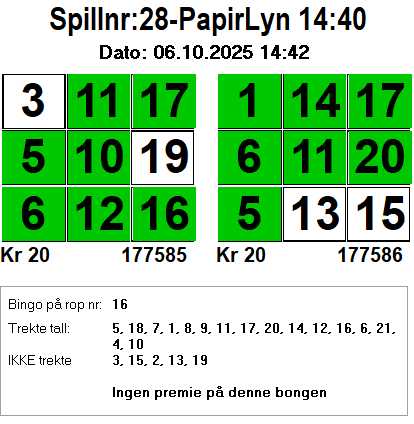 Spillnr:28-PapirLyn 14:40
Dato: 06.10.2025 14:42
3 11 17 1 14 17
5 10 19 6 11 20
6 12 16 5 13 15
Kr 20 177585 Kr 20 177586
Bingo på rop nr: 16
Trekte tall: 5, 18, 7, 1, 8, 9, 11, 17, 20, 14, 12, 16, 6, 21,
4, 10
IKKE trekte 3, 15, 2, 13, 19
Ingen premie på denne bongen